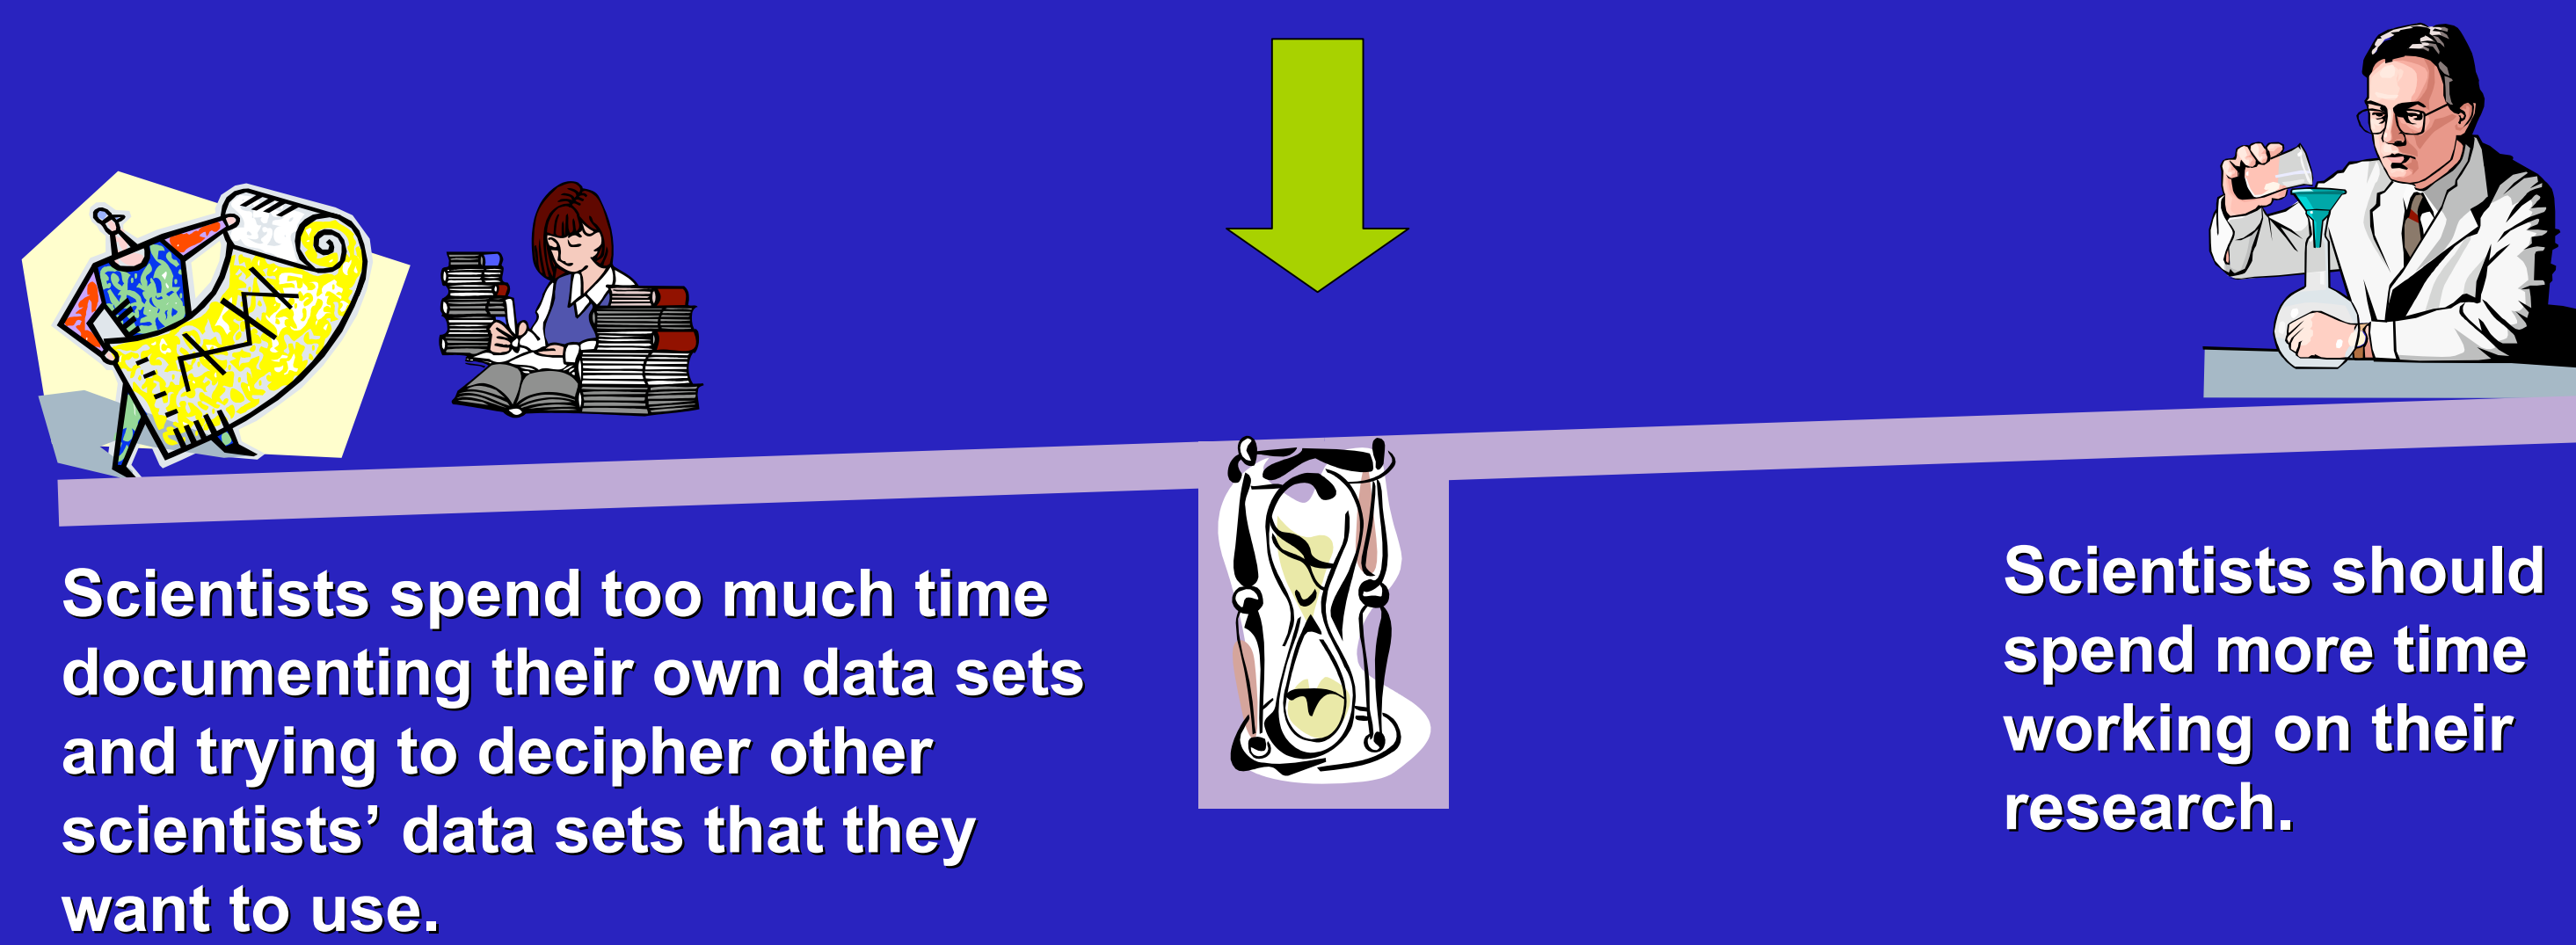 Scientists spend too much time
documenting their own data sets
and trying to decipher other
scientists’ data sets that they
want to use.
Scientists should
spend more time
working on their
research.